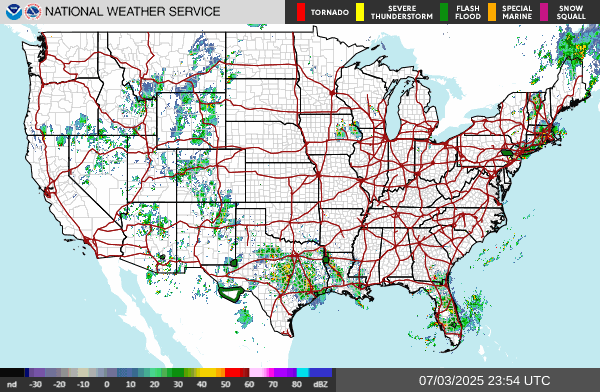 NATIONAL WEATHER SERVICE
TORNADO
SEVERE
THUNDERSTORM
FLASH
FLOOD
SPECIAL
MARINE
SNOW
SQUALL
nd -30 -20 -10 0 10 20 30 40 50 60 70 80 dBZ
07/03/2025 23:54 UTC